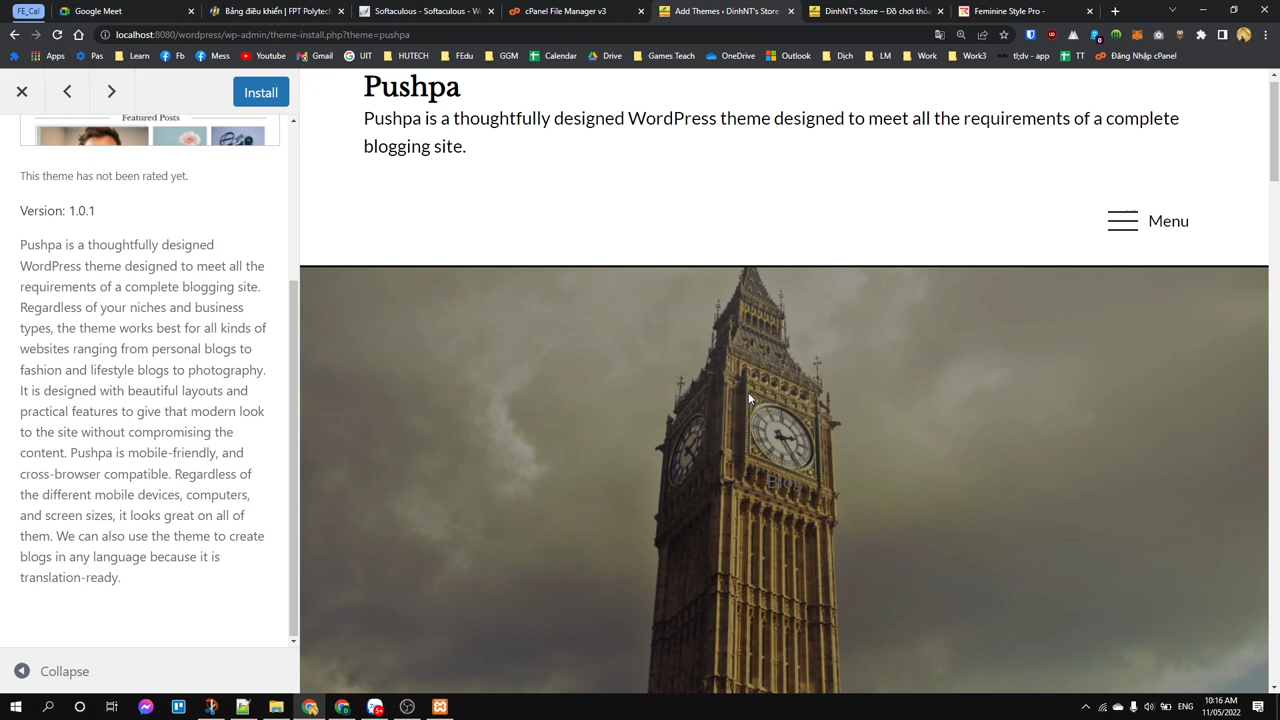 FE_Cal
Google Meet
Bảng điều khiển | FPT Polytech
Softaculous - Softaculous - W
cPanel File Manager v3
Add Themes ‹ DinhNT's Store
DinhNT's Store – Đồ chơi thô
Feminine Style Pro -
localhost:8080/wordpress/wp-admin/theme-install.php?theme=pushpa
Apps
Pas
Learn
Fb
Mess
Youtube
Gmail
UIT
HUTECH
FEdu
GGM
Calendar
Drive
Games Teach
OneDrive
Outlook
Dich
LM
Work
Work3
tl;dv - app
TT
Đăng Nhập cPanel
Install
Featured Posts
This theme has not been rated yet.
Version: 1.0.1
Pushpa is a thoughtfully designed
WordPress theme designed to meet all the
requirements of a complete blogging site.
Regardless of your niches and business
types, the theme works best for all kinds of
websites ranging from personal blogs to
fashion and lifestyle blogs to photography.
It is designed with beautiful layouts and
practical features to give that modern look
to the site without compromising the
content. Pushpa is mobile-friendly, and
cross-browser compatible. Regardless of
the different mobile devices, computers,
and screen sizes, it looks great on all of
them. We can also use the theme to create
blogs in any language because it is
translation-ready.
Collapse
Pushpa
Pushpa is a thoughtfully designed WordPress theme designed to meet all the requirements of a complete
blogging site.
Menu
Blog
5+
ENG
10:16 AM
11/05/2022